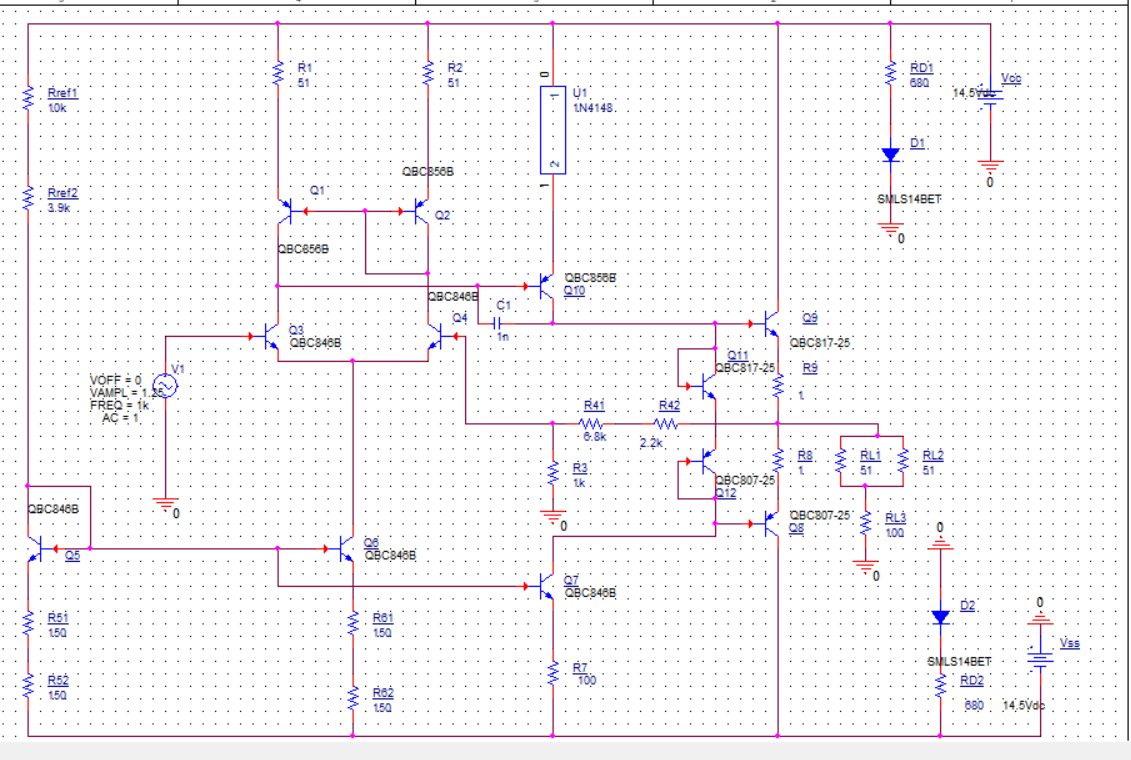 Rref1
10k
Rref2
3.9k
R1
51
R2
51
0
1
U1
1N4148
2
1
RD1
680
14.5Vdc
Vcc
0
D1
SMLS14BET
0
Q1
QBC856B
QBC856B
Q2
QBC856B
Q10
QBC846B
Q4
C1
1n
Q3
QBC846B
Q9
QBC817-25
V1
VOFF = 0
VAMPL = 1.25
FREQ = 1k
AC = 1
0
Q11
QBC817-25
R9
1
R41
6.8k
R42
2.2k
R3
1k
0
R8
1
RL1
51
RL2
51
QBC807-25
Q12
QBC807-25
Q8
RL3
100
0
0
QBC846B
Q5
Q6
QBC846B
Q7
QBC846B
R51
150
R52
150
R61
150
R62
150
R7
100
D2
SMLS14BET
RD2
680
0
Vss
14.5Vdc